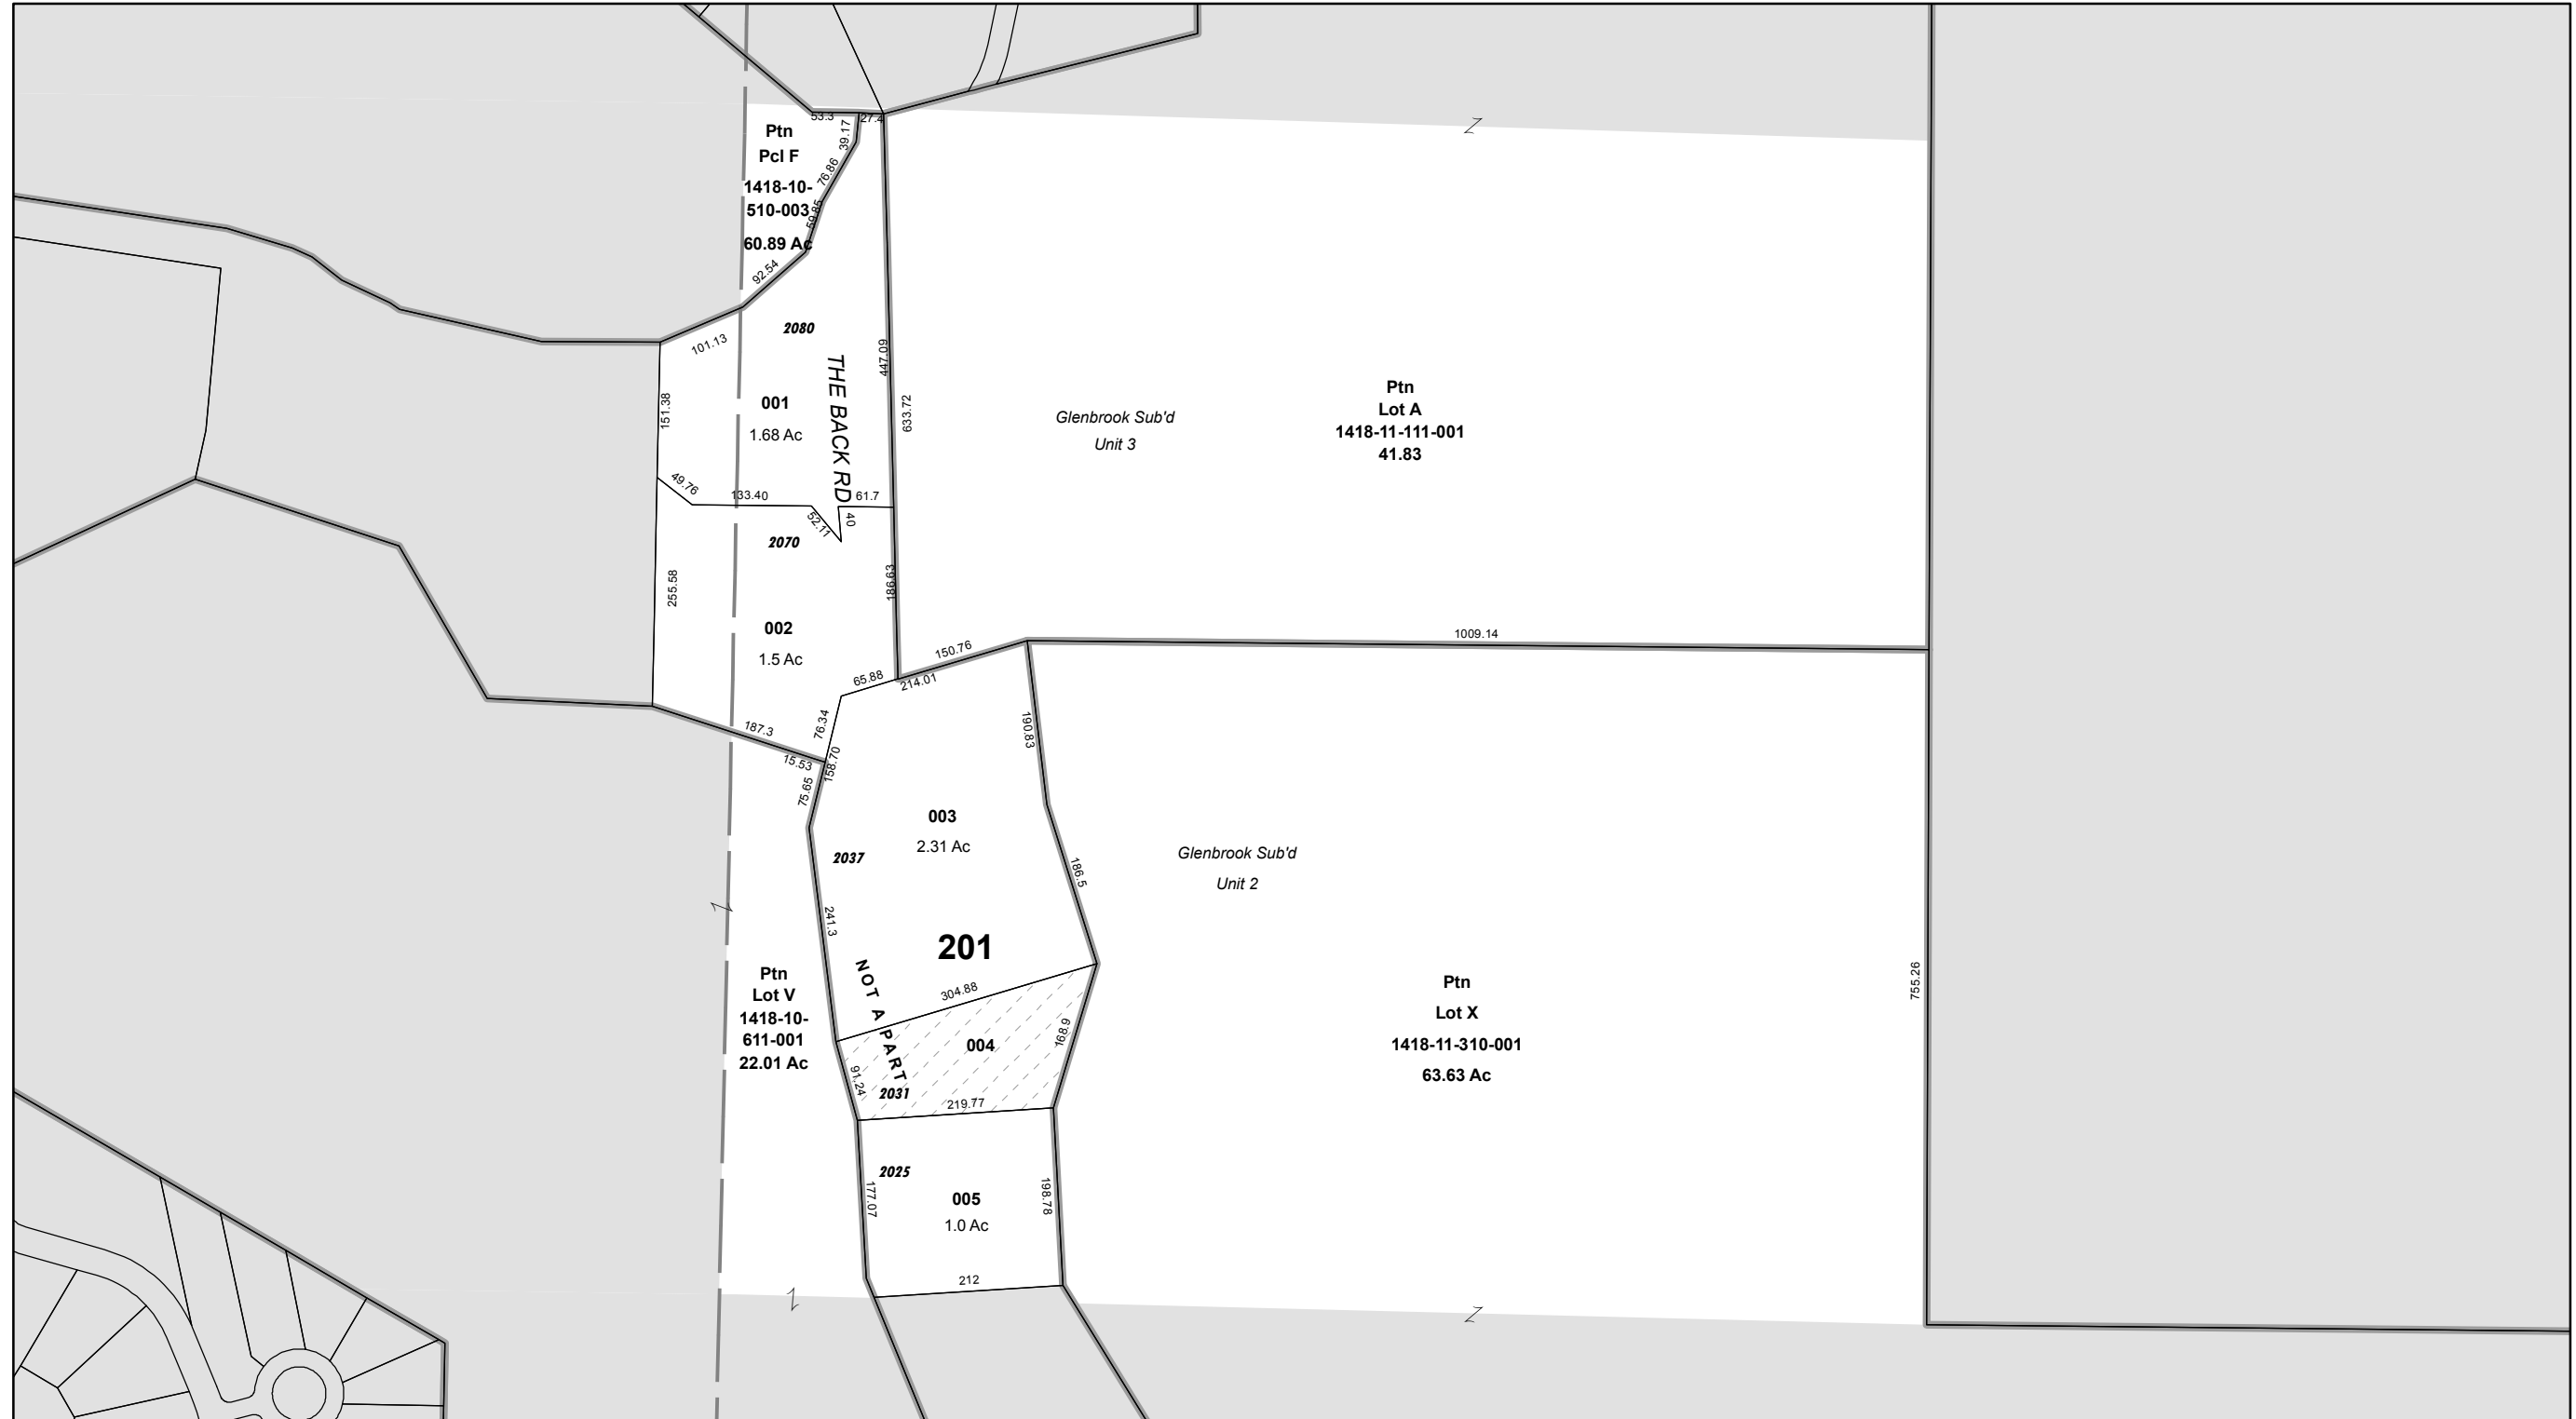 53.3
27.4
39.17
76.86
59.85
92.54
Ptn
Pcl F
1418-10-
510-003
60.89 Ac
2080
101.13
THE BACK RD
447.09
633.72
151.38
001
1.68 Ac
49.76
133.40
52.11
40
61.7
Glenbrook Sub'd
Unit 3
Ptn
Lot A
1418-11-111-001
41.83
2070
255.58
186.63
002
1.5 Ac
65.88
150.76
214.01
1009.14
76.34
187.3
15.53
158.70
75.65
190.83
003
2.31 Ac
2037
186.5
241.3
Glenbrook Sub'd
Unit 2
201
NOT A PART
304.88
Ptn
Lot V
1418-10-
611-001
22.01 Ac
Ptn
Lot X
1418-11-310-001
63.63 Ac
755.26
004
168.9
91.24
2031
219.77
2025
177.07
005
1.0 Ac
198.78
212